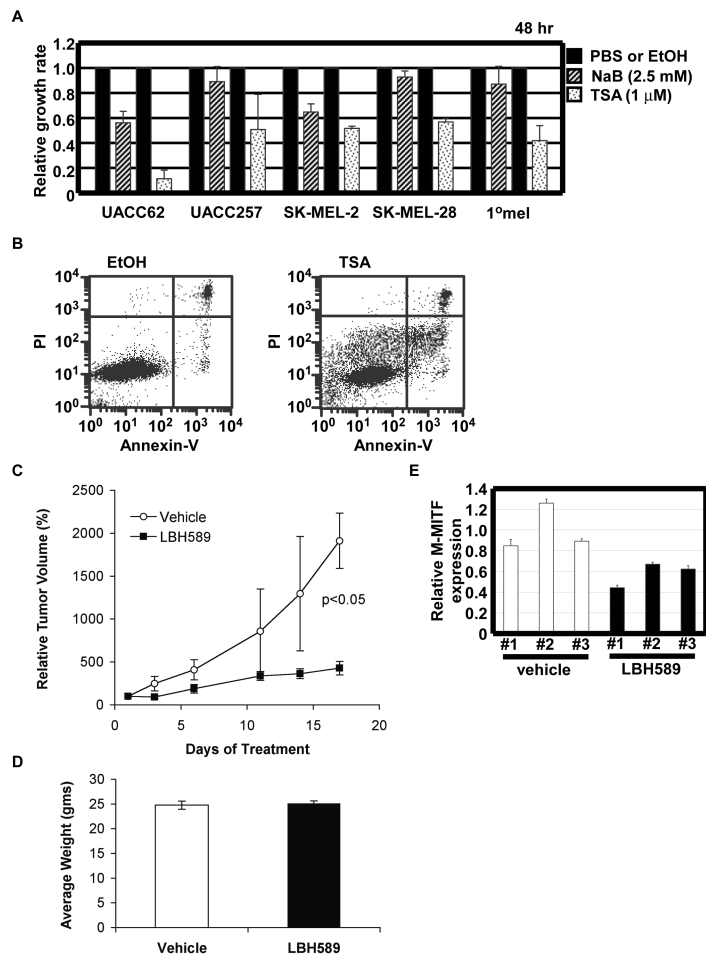 A
48 hr
Relative growth rate
1.2
1.0
0.8
0.6
0.4
0.2
0
PBS or EtOH
NaB (2.5 mM)
TSA (1 μM)
UACC62 UACC257 SK-MEL-2 SK-MEL-28 1°mel
B
EtOH
PI
10⁴
10³
10²
10¹
10⁰
10⁰ 10¹ 10² 10³ 10⁴
Annexin-V
TSA
PI
10⁴
10³
10²
10¹
10⁰
10⁰ 10¹ 10² 10³ 10⁴
Annexin-V
C
Relative Tumor Volume (%)
2500
2000
1500
1000
500
0
Vehicle
LBH589
p<0.05
0 5 10 15 20
Days of Treatment
E
Relative M-MITF
expression
1.4
1.2
1.0
0.8
0.6
0.4
0.2
0
#1 #2 #3 #1 #2 #3
vehicle LBH589
D
Average Weight (gms)
30
25
20
15
10
5
0
Vehicle LBH589